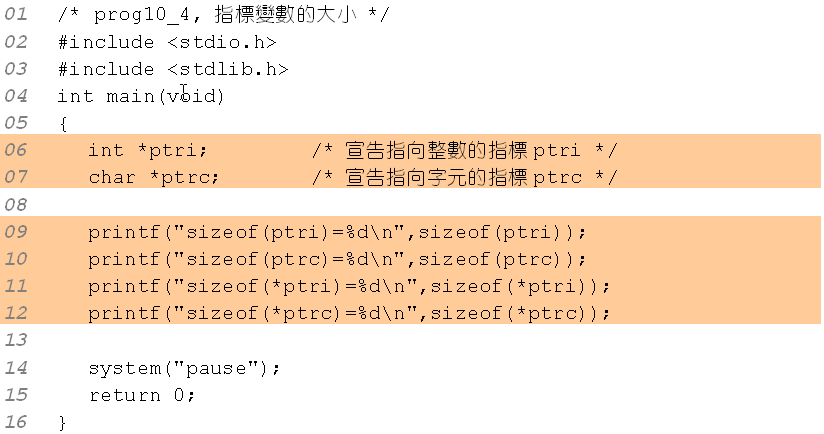 01 /* prog10_4, 指標變數的大小 */
02 #include <stdio.h>
03 #include <stdlib.h>
04 int main(void)
05 {
06 int *ptri; /* 宣告指向整數的指標 ptri */
07 char *ptrc; /* 宣告指向字元的指標 ptrc */
08
09 printf("sizeof(ptri)=%d\n",sizeof(ptri));
10 printf("sizeof(ptrc)=%d\n",sizeof(ptrc));
11 printf("sizeof(*ptri)=%d\n",sizeof(*ptri));
12 printf("sizeof(*ptrc)=%d\n",sizeof(*ptrc));
13
14 system("pause");
15 return 0;
16 }